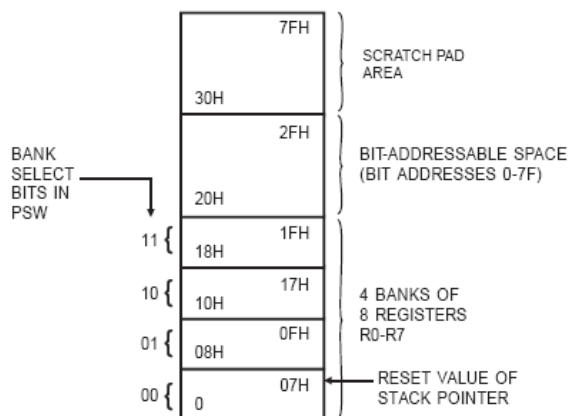 7FH
30H
SCRATCH PAD
AREA
2FH
20H
BIT-ADDRESSABLE SPACE
(BIT ADDRESSES 0-7F)
BANK
SELECT
BITS IN
PSW
11 {
1FH
18H
10 {
17H
10H
01 {
0FH
08H
00 {
07H
0
4 BANKS OF
8 REGISTERS
R0-R7
RESET VALUE OF
STACK POINTER